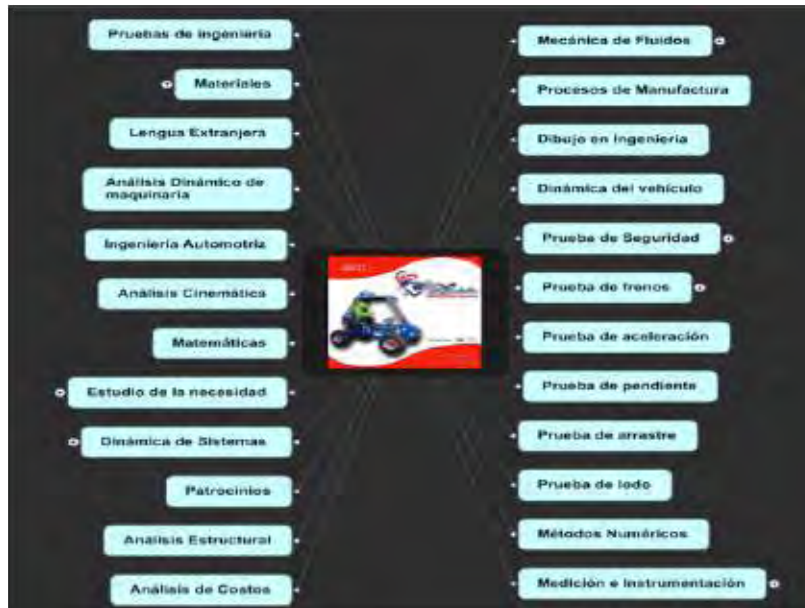 Pruebas de ingeniería
Materiales
Lengua Extranjera
Análisis Dinámico de
maquinaria
Ingeniería Automotriz
Análisis Cinemático
Matemáticas
Estudio de la necesidad
Dinámica de Sistemas
Patrocinios
Análisis Estructural
Análisis de Costos
Mecánica de Fluidos
Procesos de Manufactura
Dibujo en Ingeniería
Dinámica del vehículo
Prueba de Seguridad
Prueba de frenos
Prueba de aceleración
Prueba de pendiente
Prueba de arrastre
Prueba de lodo
Métodos Numéricos
Medición e Instrumentación